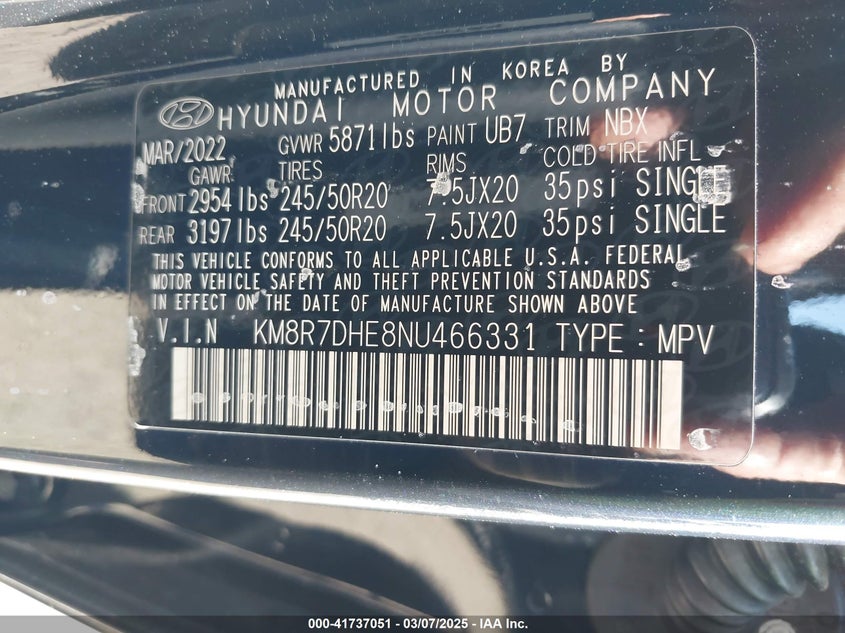 MANUFACTURED IN KOREA BY
HYUNDAI MOTOR COMPANY
MAR/2022 GVWR 5871lbs PAINT UB7 TRIM NBX
GAWR TIRES RIMS COLD TIRE INFL
FRONT 2954 lbs 245/50R20 7.5JX20 35psi SINGLE
REAR 3197 lbs 245/50R20 7.5JX20 35psi SINGLE
THIS VEHICLE CONFORMS TO ALL APPLICABLE U.S.A. FEDERAL
MOTOR VEHICLE SAFETY AND THEFT PREVENTION STANDARDS
IN EFFECT ON THE DATE OF MANUFACTURE SHOWN ABOVE
V.I.N KM8R7DHE8NU466331 TYPE : MPV
000-41737051 - 03/07/2025 - IAA Inc.